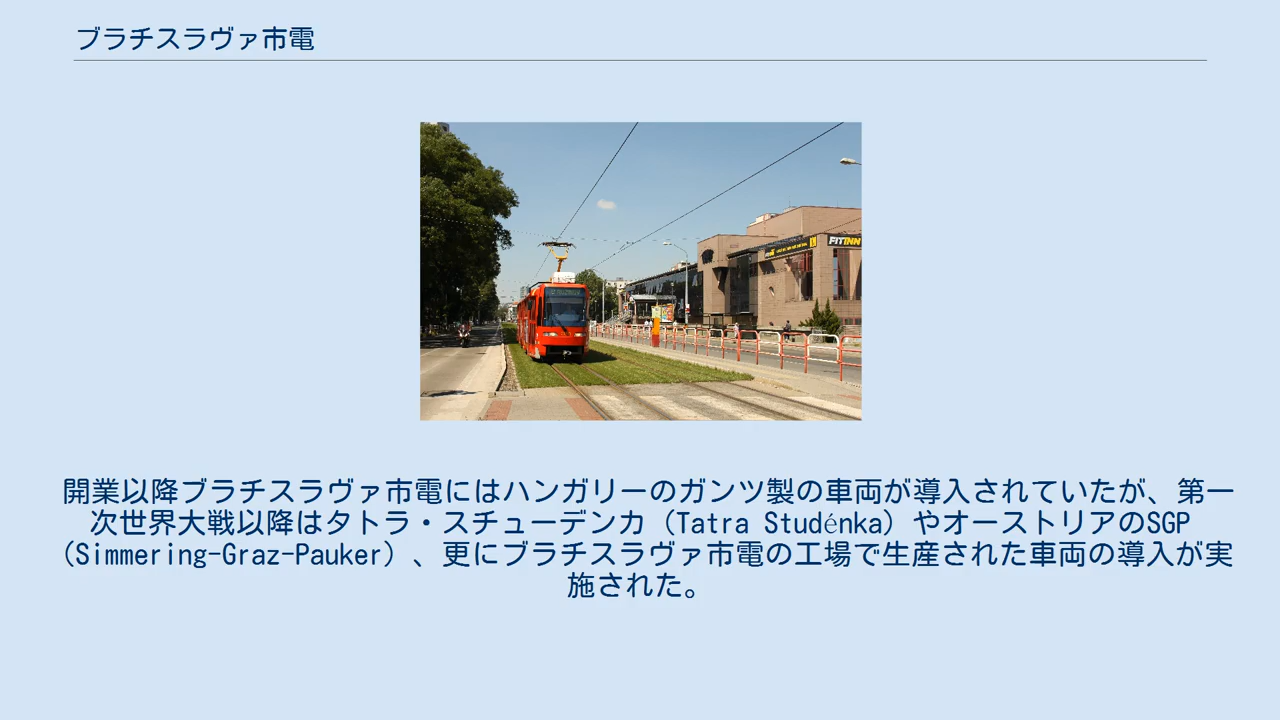 ブラチスラヴァ市電
FITINN
開業以降ブラチスラヴァ市電にはハンガリーのガンツ製の車両が導入されていたが、第一
次世界大戦以降はタトラ・スチューデンカ（Tatra Studénka）やオーストリアのSGP
（Simmering-Graz-Pauker）、更にブラチスラヴァ市電の工場で生産された車両の導入が実
施された。